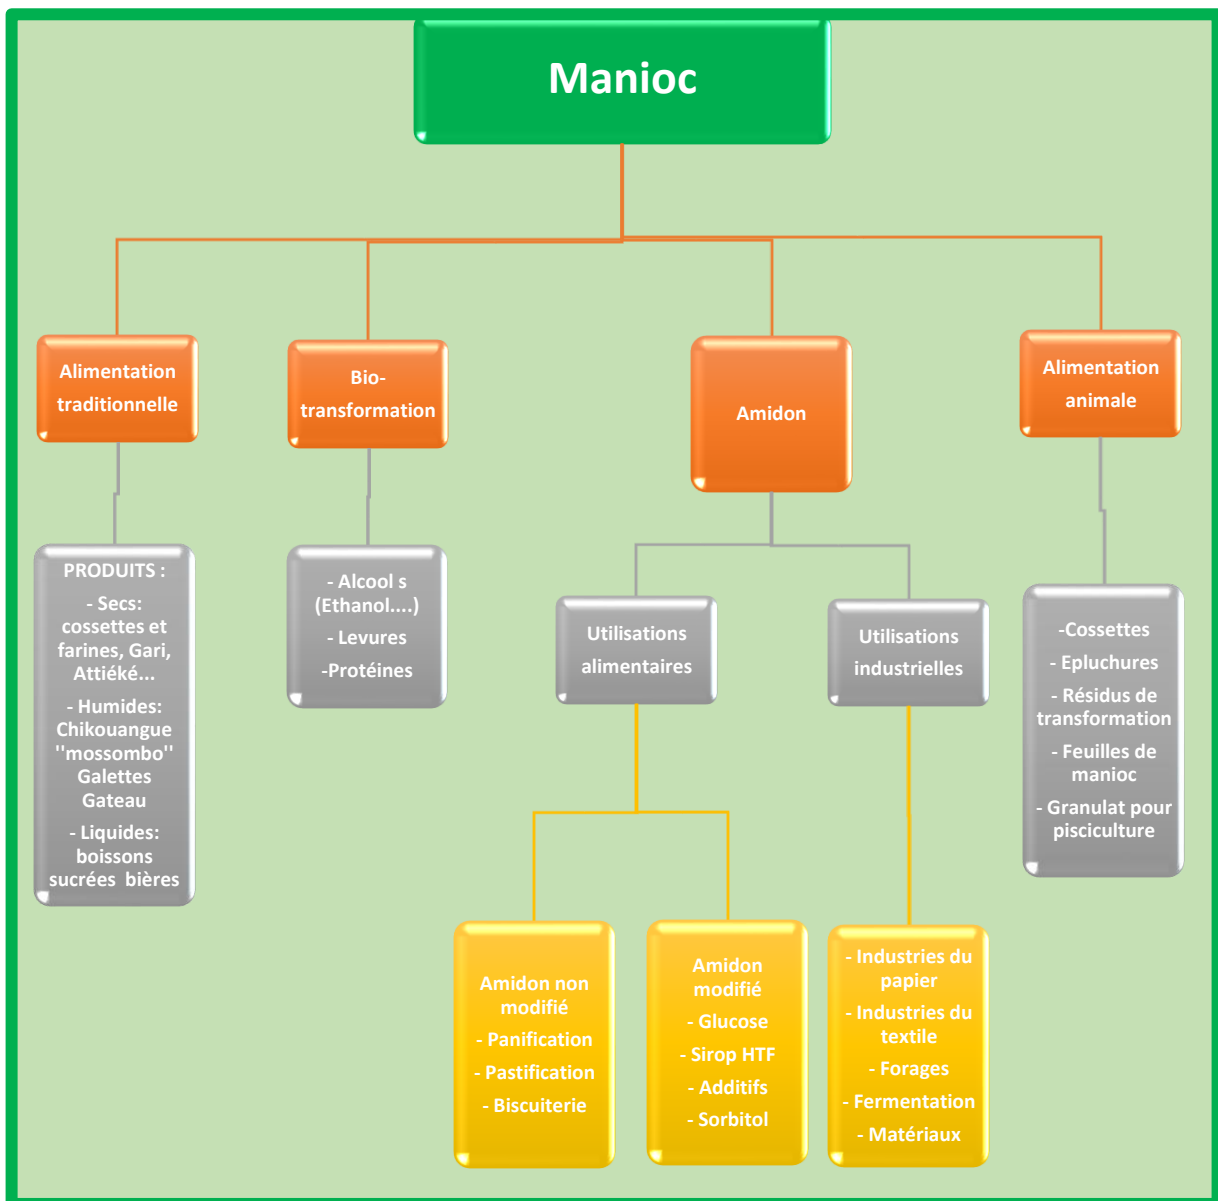 Manioc
Alimentation
traditionnelle
Bio-
transformation
Amidon
Alimentation
animale
PRODUITS :
- Secs:
cossettes et
farines, Gari,
Attiéké...
- Humides:
Chikouangue
''mossombo''
Galettes
Gateau
- Liquides:
boissons
sucrées bières
- Alcool s
(Ethanol....)
- Levures
-Protéines
Utilisations
alimentaires
Utilisations
industrielles
-Cossettes
- Epluchures
- Résidus de
transformation
- Feuilles de
manioc
- Granulat pour
pisciculture
Amidon non
modifié
- Panification
- Pastification
- Biscuiterie
Amidon
modifié
- Glucose
- Sirop HTF
- Additifs
- Sorbitol
- Industries du
papier
- Industries du
textile
- Forages
- Fermentation
- Matériaux